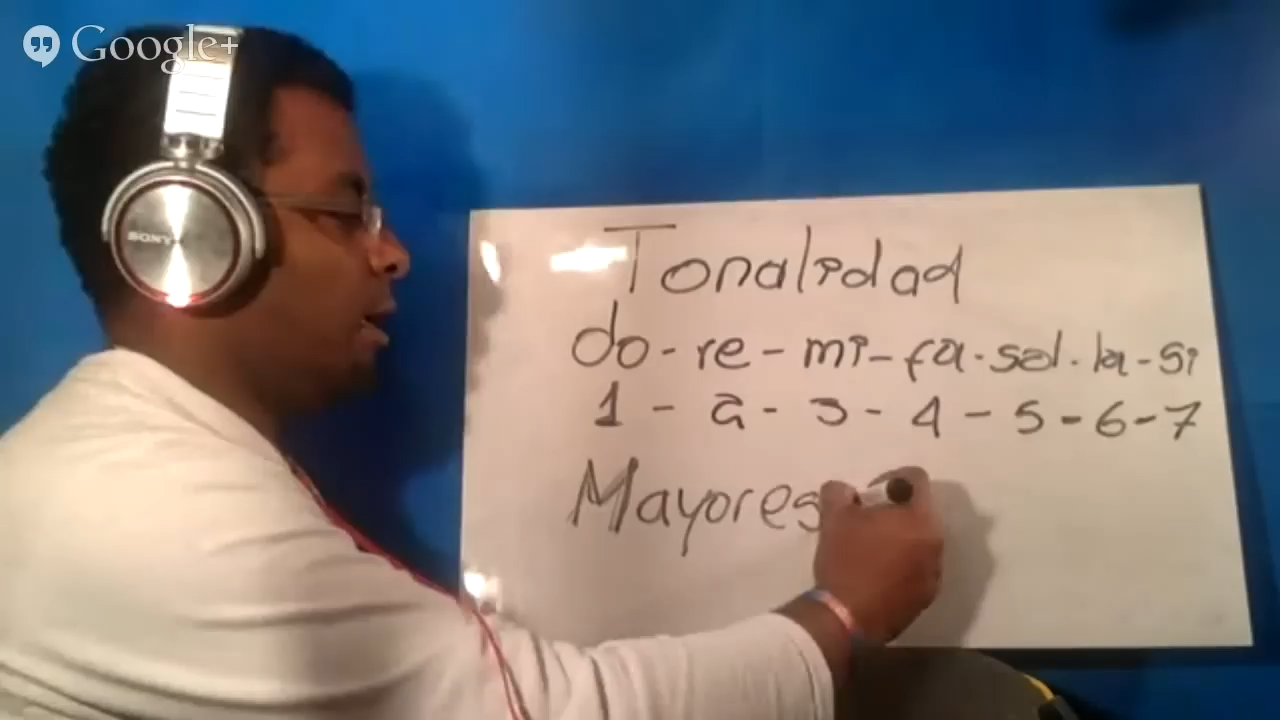 Google+
SONY
Tonalidad
do - re - mi - fa - sol - la - si
1 - 2 - 3 - 4 - 5 - 6 - 7
Mayores